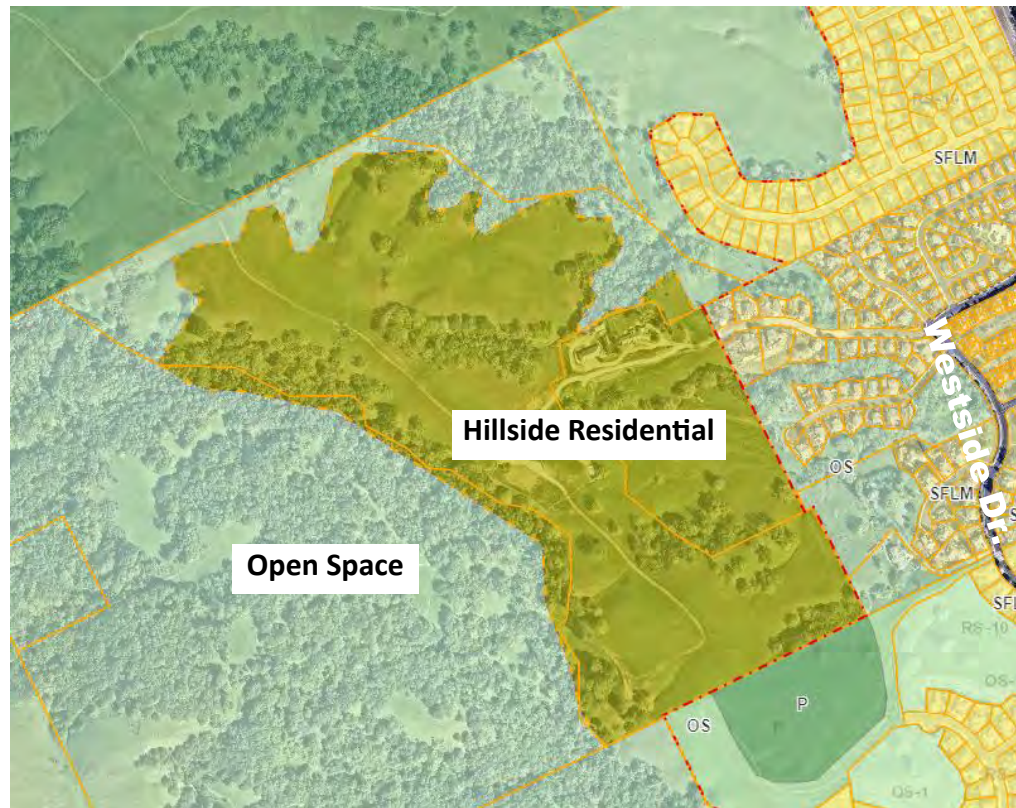 RS-10
SFLM
Westside Dr.
Hillside Residential
OS
SFLM
Open Space
SFL
RS-10
OS-
P
OS
OS-1